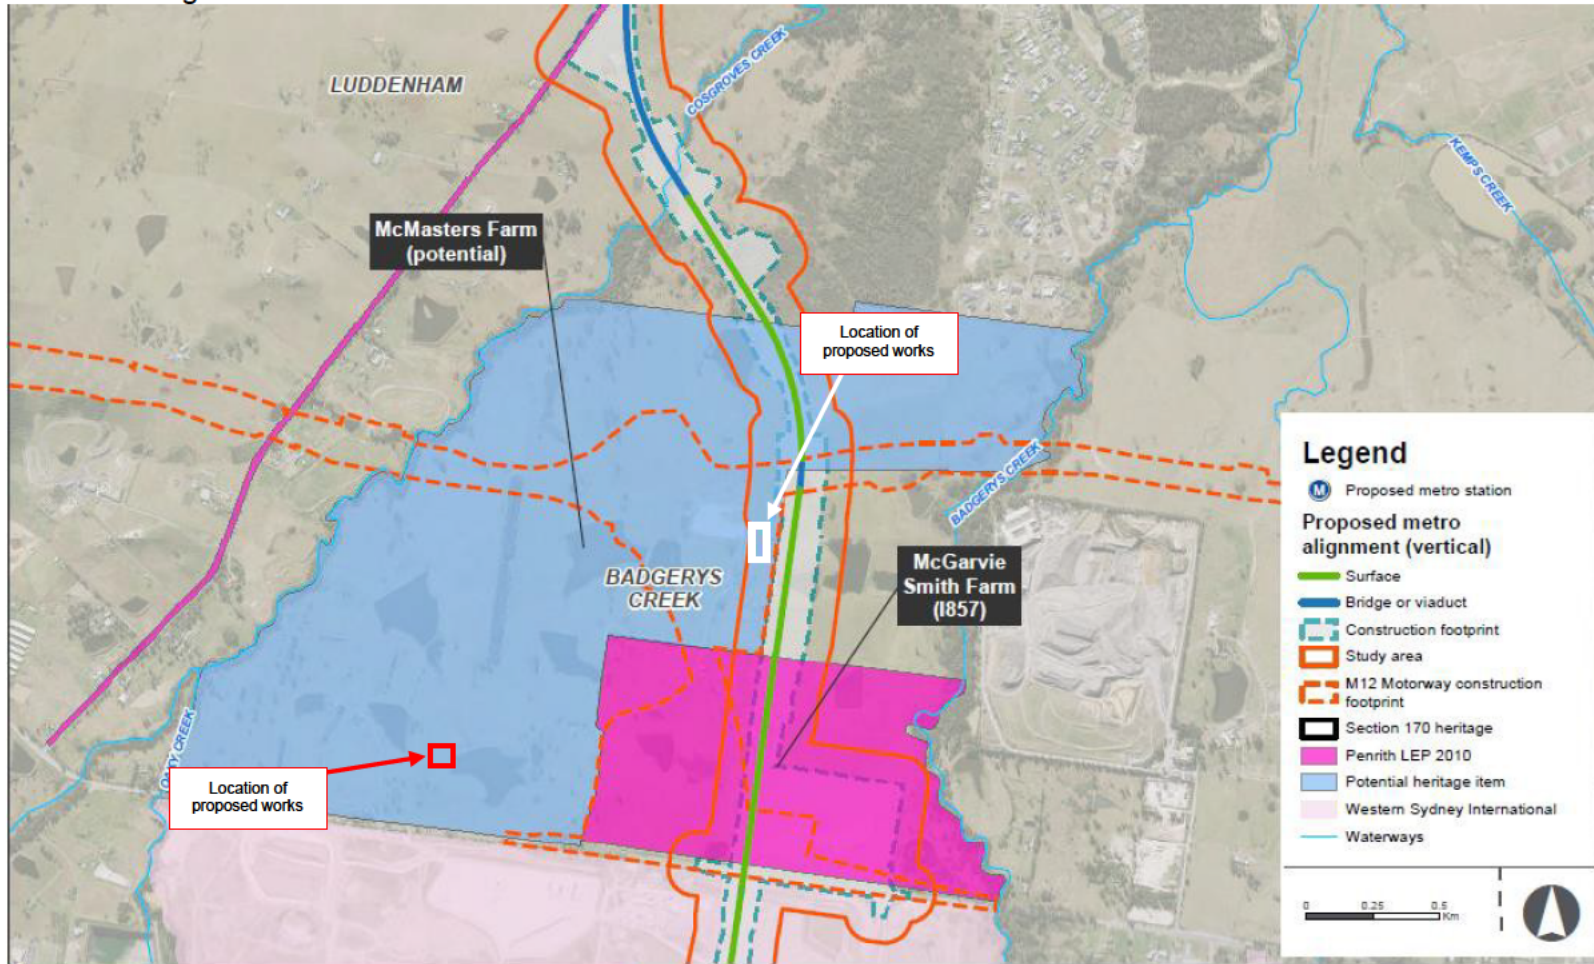 LUDDENHAM
COSGROVES CREEK
KEMPS CREEK
McMasters Farm
(potential)
Location of
proposed works
BADGERYS CREEK
BADGERYS
CREEK
McGarvie
Smith Farm
(I857)
CREEK
Location of
proposed works
Legend
M
Proposed metro station
Proposed metro
alignment (vertical)
Surface
Bridge or viaduct
Construction footprint
Study area
M12 Motorway construction
footprint
Section 170 heritage
Penrith LEP 2010
Potential heritage item
Western Sydney International
Waterways
0 0.25 0.5
Km